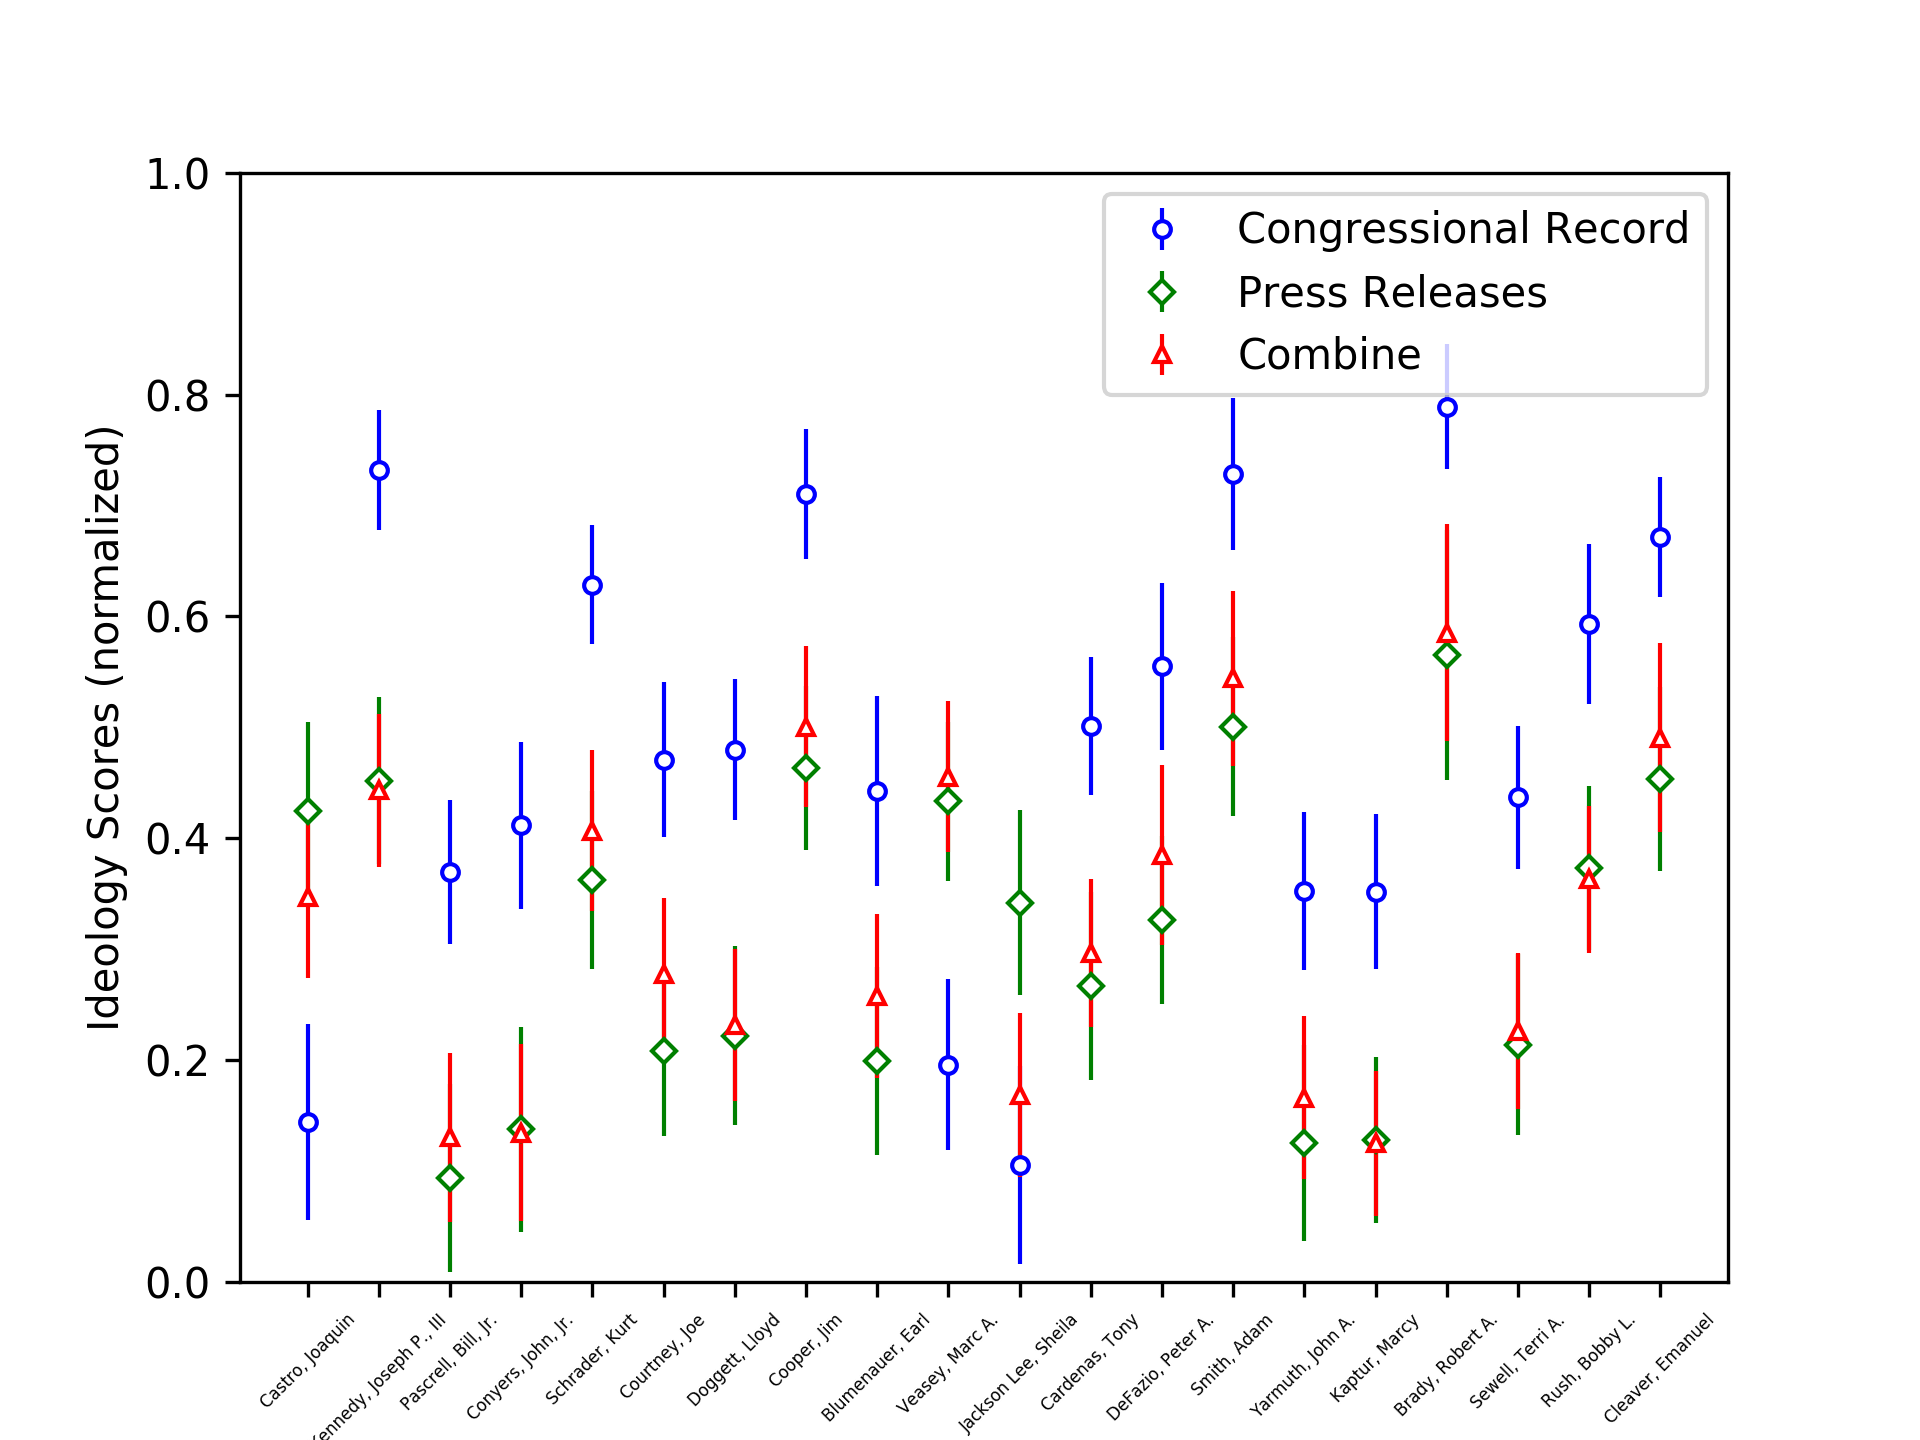 1.0
0.8
0.6
0.4
0.2
0.0
Ideology Scores (normalized)
Congressional Record
Press Releases
Combine
Castro, Joaquin
Kennedy, Joseph P., III
Pascrell, Bill, Jr.
Conyers, John, Jr.
Schrader, Kurt
Courtney, Joe
Doggett, Lloyd
Cooper, Jim
Blumenauer, Earl
Veasey, Marc A.
Jackson Lee, Sheila
Cardenas, Tony
DeFazio, Peter A.
Smith, Adam
Yarmuth, John A.
Kaptur, Marcy
Brady, Robert A.
Sewell, Terri A.
Rush, Bobby L.
Cleaver, Emanuel